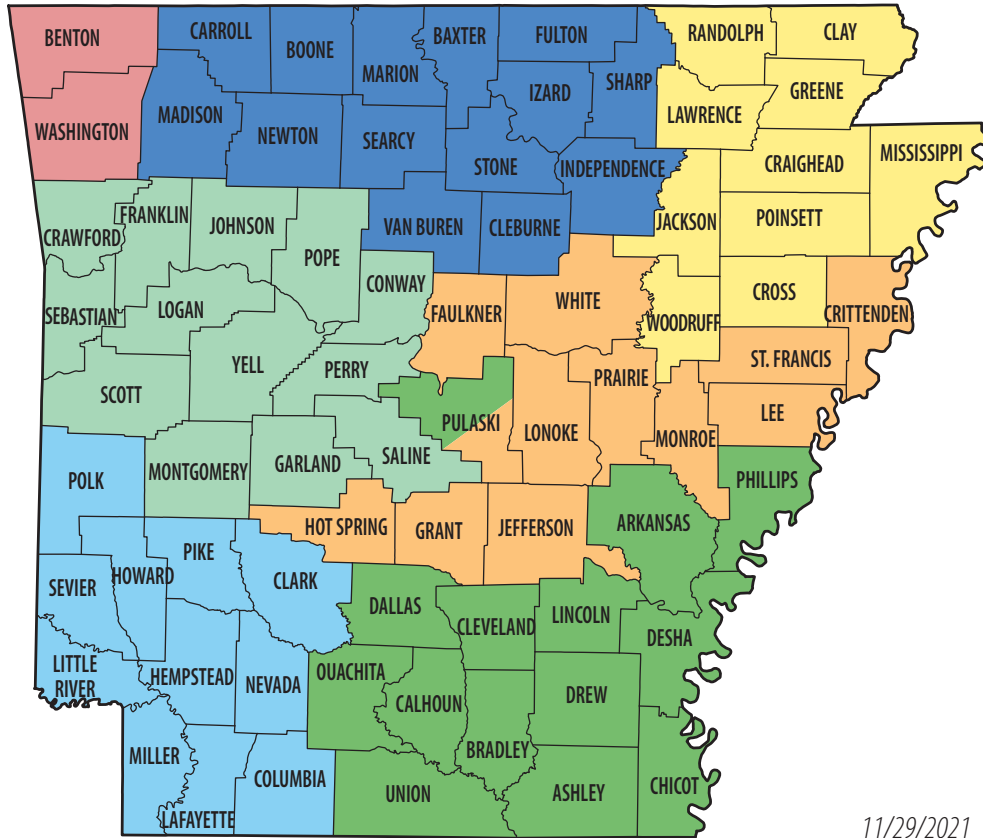 BENTON
CARROLL
BOONE
MARION
BAXTER
FULTON
RANDOLPH
CLAY
IZARD
SHARP
GREENE
LAWRENCE
WASHINGTON
MADISON
NEWTON
SEARCY
STONE
INDEPENDENCE
CRAIGHEAD
MISSISSIPPI
FRANKLIN
JOHNSON
CRAWFORD
POPE
VAN BUREN
CLEBURNE
JACKSON
POINSETT
CONWAY
SEBASTIAN
LOGAN
FAULKNER
WHITE
WOODRUFF
CROSS
CRITTENDEN
YELL
PERRY
PRAIRIE
ST. FRANCIS
SCOTT
PULASKI
LONOKE
MONROE
LEE
POLK
MONTGOMERY
GARLAND
SALINE
PHILLIPS
HOT SPRING
GRANT
JEFFERSON
ARKANSAS
PIKE
SEVIER
HOWARD
CLARK
DALLAS
CLEVELAND
LINCOLN
DESHA
LITTLE
RIVER
HEMPSTEAD
NEVADA
OUACHITA
CALHOUN
DREW
MILLER
BRADLEY
COLUMBIA
UNION
ASHLEY
CHICOT
LAFAYETTE
11/29/2021